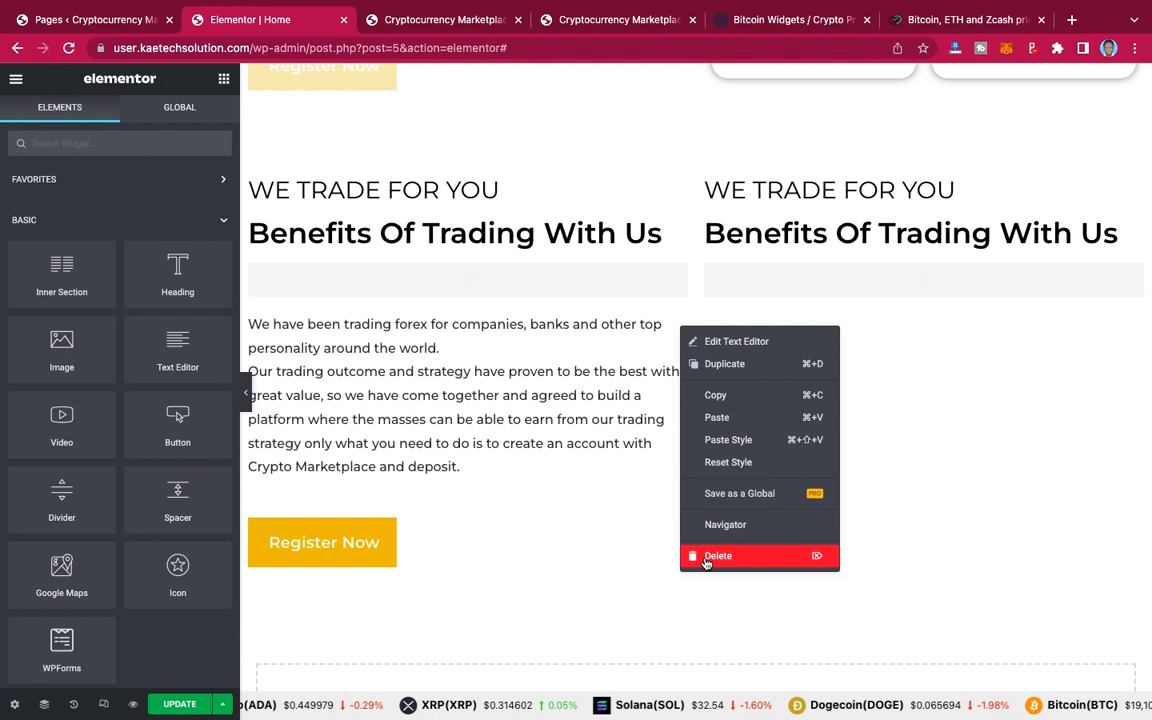 Pages ‹ Cryptocurrency Ma
Elementor | Home
Cryptocurrency Marketplac
Cryptocurrency Marketplac
Bitcoin Widgets / Crypto P
Bitcoin, ETH and Zcash pri
user.kaetechsolution.com/wp-admin/post.php?post=5&action=elementor#
elementor
ELEMENTS
GLOBAL
Search Widget...
FAVORITES
BASIC
Inner Section
Heading
Image
Text Editor
Video
Button
Divider
Spacer
Google Maps
Icon
WPForms
UPDATE
Register Now
WE TRADE FOR YOU
Benefits Of Trading With Us
We have been trading forex for companies, banks and other top
personality around the world.
Our trading outcome and strategy have proven to be the best with
great value, so we have come together and agreed to build a
platform where the masses can be able to earn from our trading
strategy only what you need to do is to create an account with
Crypto Marketplace and deposit.
Register Now
WE TRADE FOR YOU
Benefits Of Trading With Us
Edit Text Editor
Duplicate ⌘+D
Copy ⌘+C
Paste ⌘+V
Paste Style ⌘+⇧+V
Reset Style
Save as a Global PRO
Navigator
Delete ⌦
(ADA) $0.449979 ↓ -0.29% XRP(XRP) $0.314602 ↑ 0.05% Solana(SOL) $32.54 ↓ -1.60% Dogecoin(DOGE) $0.065694 ↓ -1.98% Bitcoin(BTC) $19,10